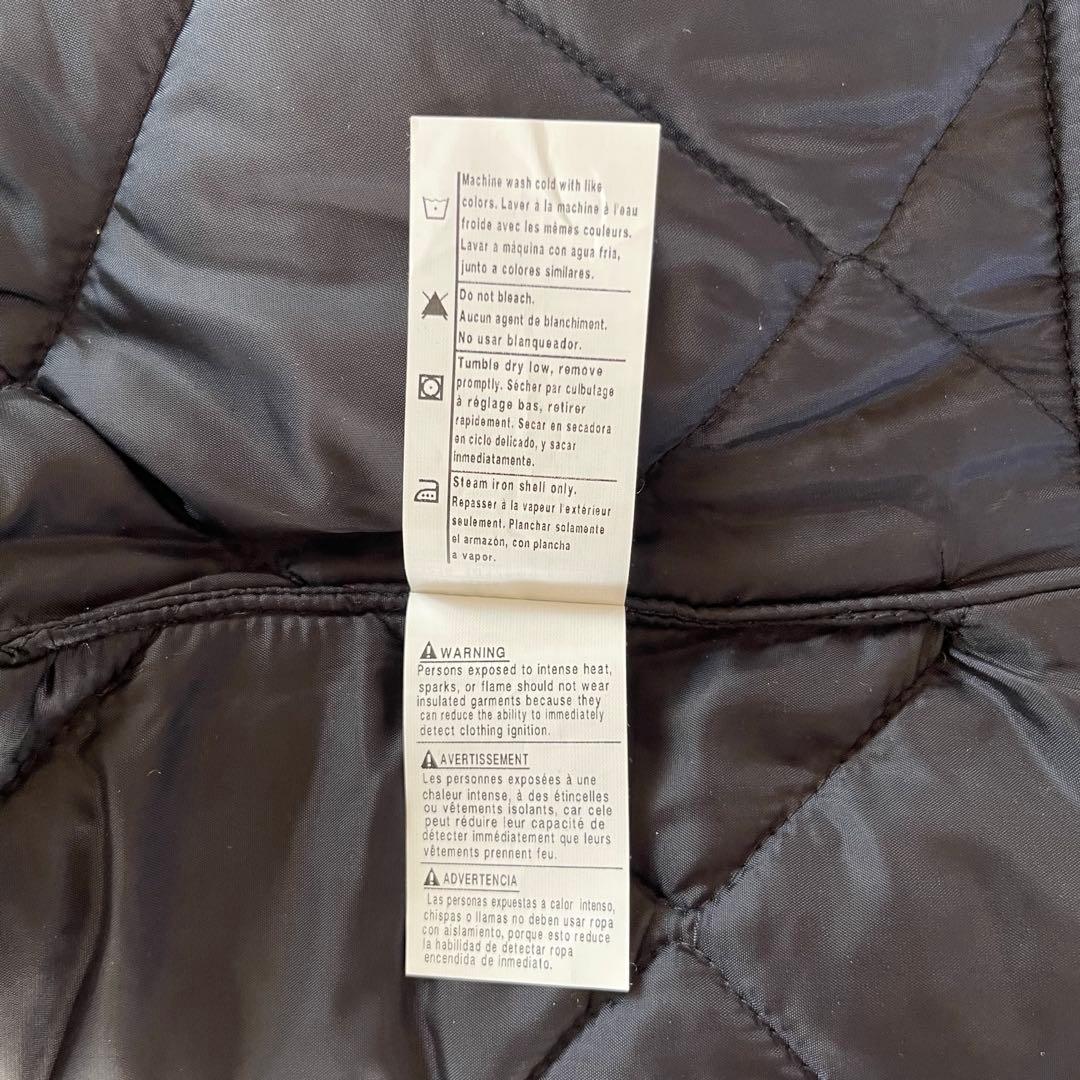 Machine wash cold with like
colors. Laver à la machine à l'eau
froide avec les mêmes couleurs.
Lavar a máquina con agua fria,
junto a colores similares.
Do not bleach.
Aucun agent de blanchiment.
No usar blanqueador.
Tumble dry low, remove
promptly. Sécher par culbufage
à réglage bas, retirer
rapidement. Secar en secadora
en ciclo delicado, y sacar
inmediatamente.
Steam iron shell only.
Repasser à la vapeur l'extérieur
seulement. Planchar solamente
el armazón, con plancha
a vapor.
WARNING
Persons exposed to intense heat,
sparks, or flame should not wear
insulated garments because they
can reduce the ability to immediately
detect clothing ignition.
AVERTISSEMENT
Les personnes exposées à une
chaleur intense, à des étincelles
ou vêtements isolants, car cele
peut réduire leur capacité de
détecter immédiatement que leurs
vêtements prennent feu.
ADVERTENCIA
Las personas expuestas a calor intenso,
chispas o llamas no deben usar ropa
con aislamiento, porque esto reduce
la habilidad de detectar ropa
encendida de inmediato.